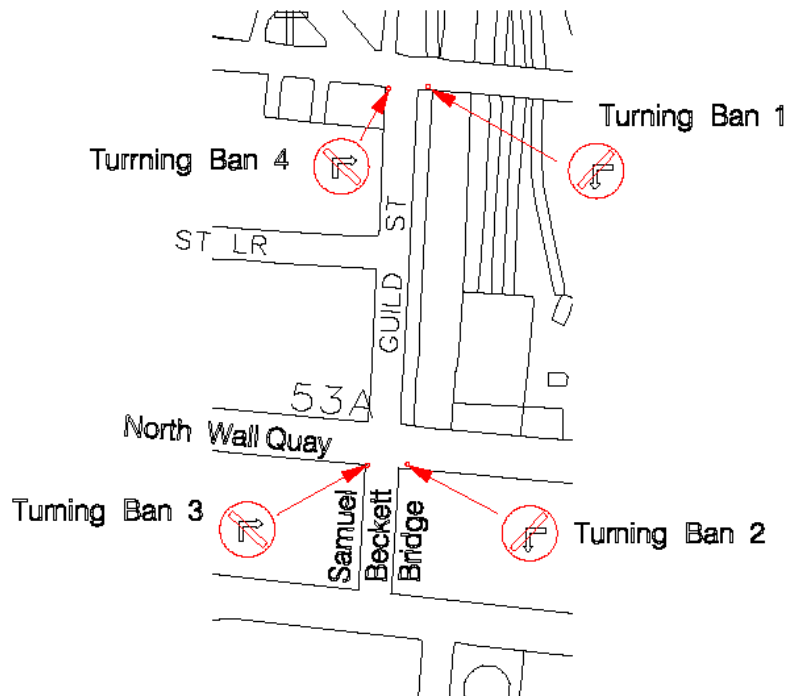 Turning Ban 1
Turrning Ban 4
ST LR
GUILD ST
53A
North Wall Quay
Turning Ban 3
Samuel
Beckett
Bridge
Turning Ban 2